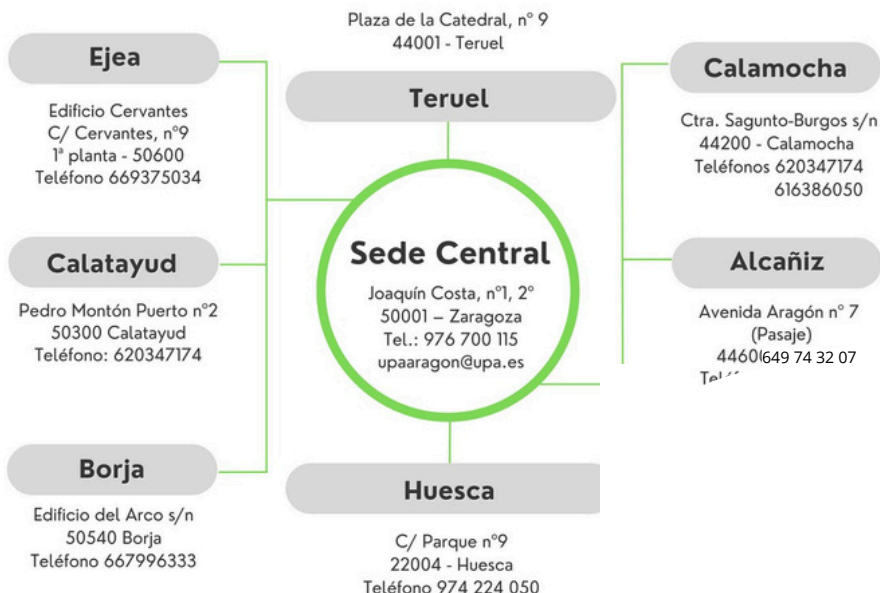 Plaza de la Catedral, nº 9
44001 - Teruel
Teruel
Ejea
Edificio Cervantes
C/ Cervantes, nº9
1ª planta - 50600
Teléfono 669375034
Calatayud
Pedro Montón Puerto nº2
50300 Calatayud
Teléfono: 620347174
Borja
Edificio del Arco s/n
50540 Borja
Teléfono 667996333
Sede Central
Joaquín Costa, nº1, 2°
50001 – Zaragoza
Tel.: 976 700 115
upaaragon@upa.es
Huesca
C/ Parque nº9
22004 - Huesca
Teléfono 974 224 050
Calamocha
Ctra. Sagunto-Burgos s/n
44200 - Calamocha
Teléfonos 620347174
616386050
Alcañiz
Avenida Aragón nº 7
(Pasaje)
649 74 32 07